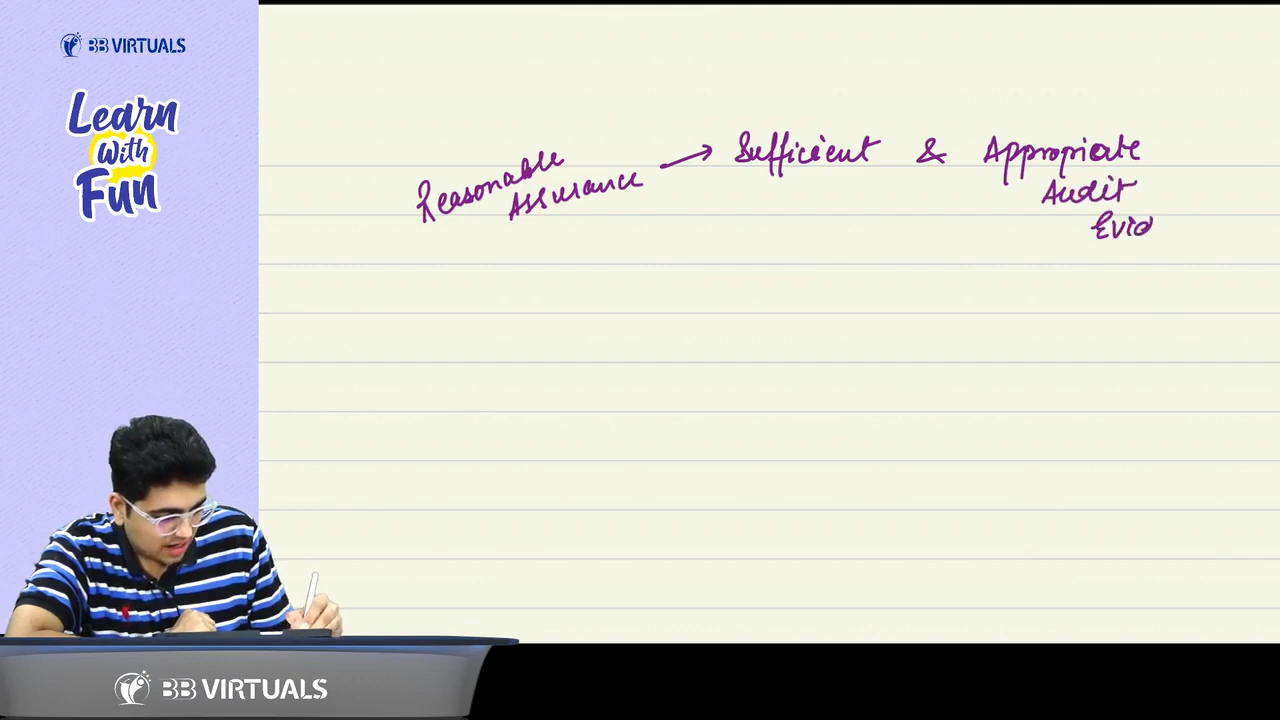 BB VIRTUALS
Learn
With
Fun
Reasonable Assurance → Sufficient & Appropriate
Audit
Evid
BB VIRTUALS